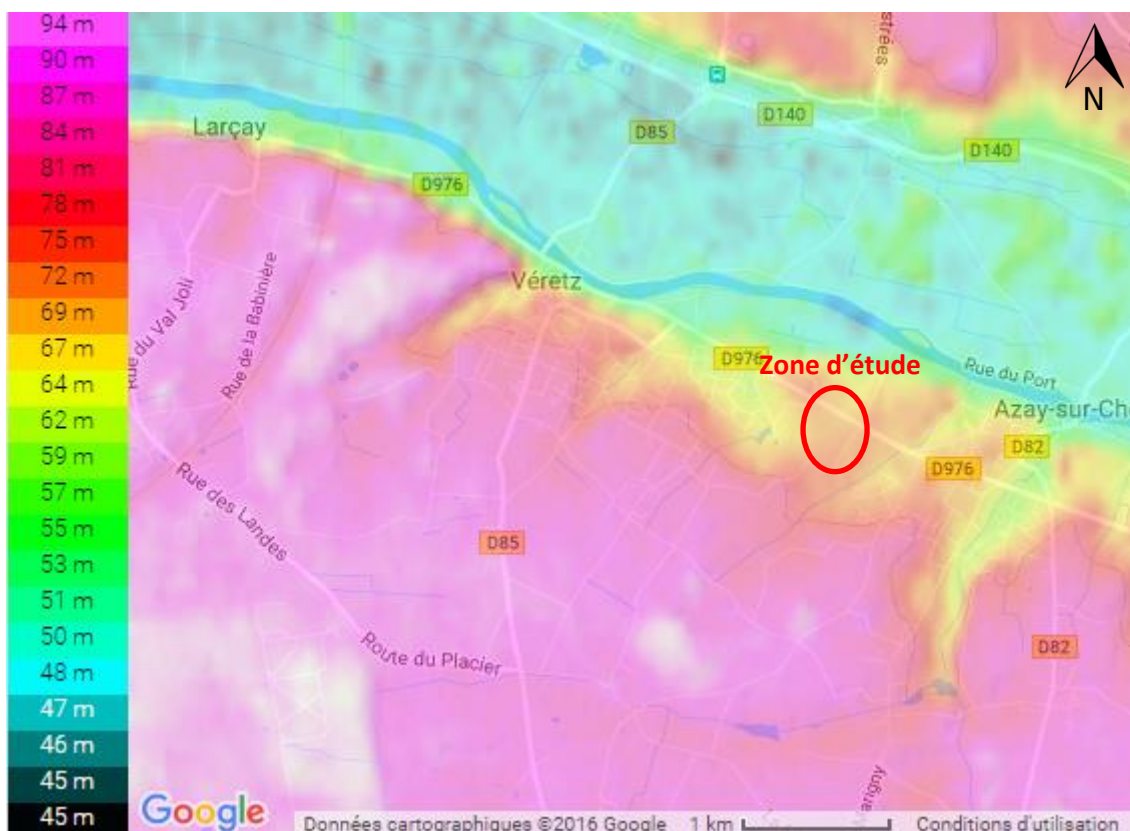 94 m
90 m
87 m
84 m
81 m
78 m
75 m
72 m
69 m
67 m
64 m
62 m
59 m
57 m
55 m
53 m
51 m
50 m
48 m
47 m
46 m
45 m
45 m
N
strées
D140
D85
D140
Larçay
D976
Véretz
Rue du Val Joli
Rue de la Babinière
D976
Zone d'étude
Rue du Port
Azay-sur-Ch
D82
D976
Rue des Landes
D85
Route du Placier
D82
arigny
Google
Données cartographiques ©2016 Google
1 km
Conditions d'utilisation